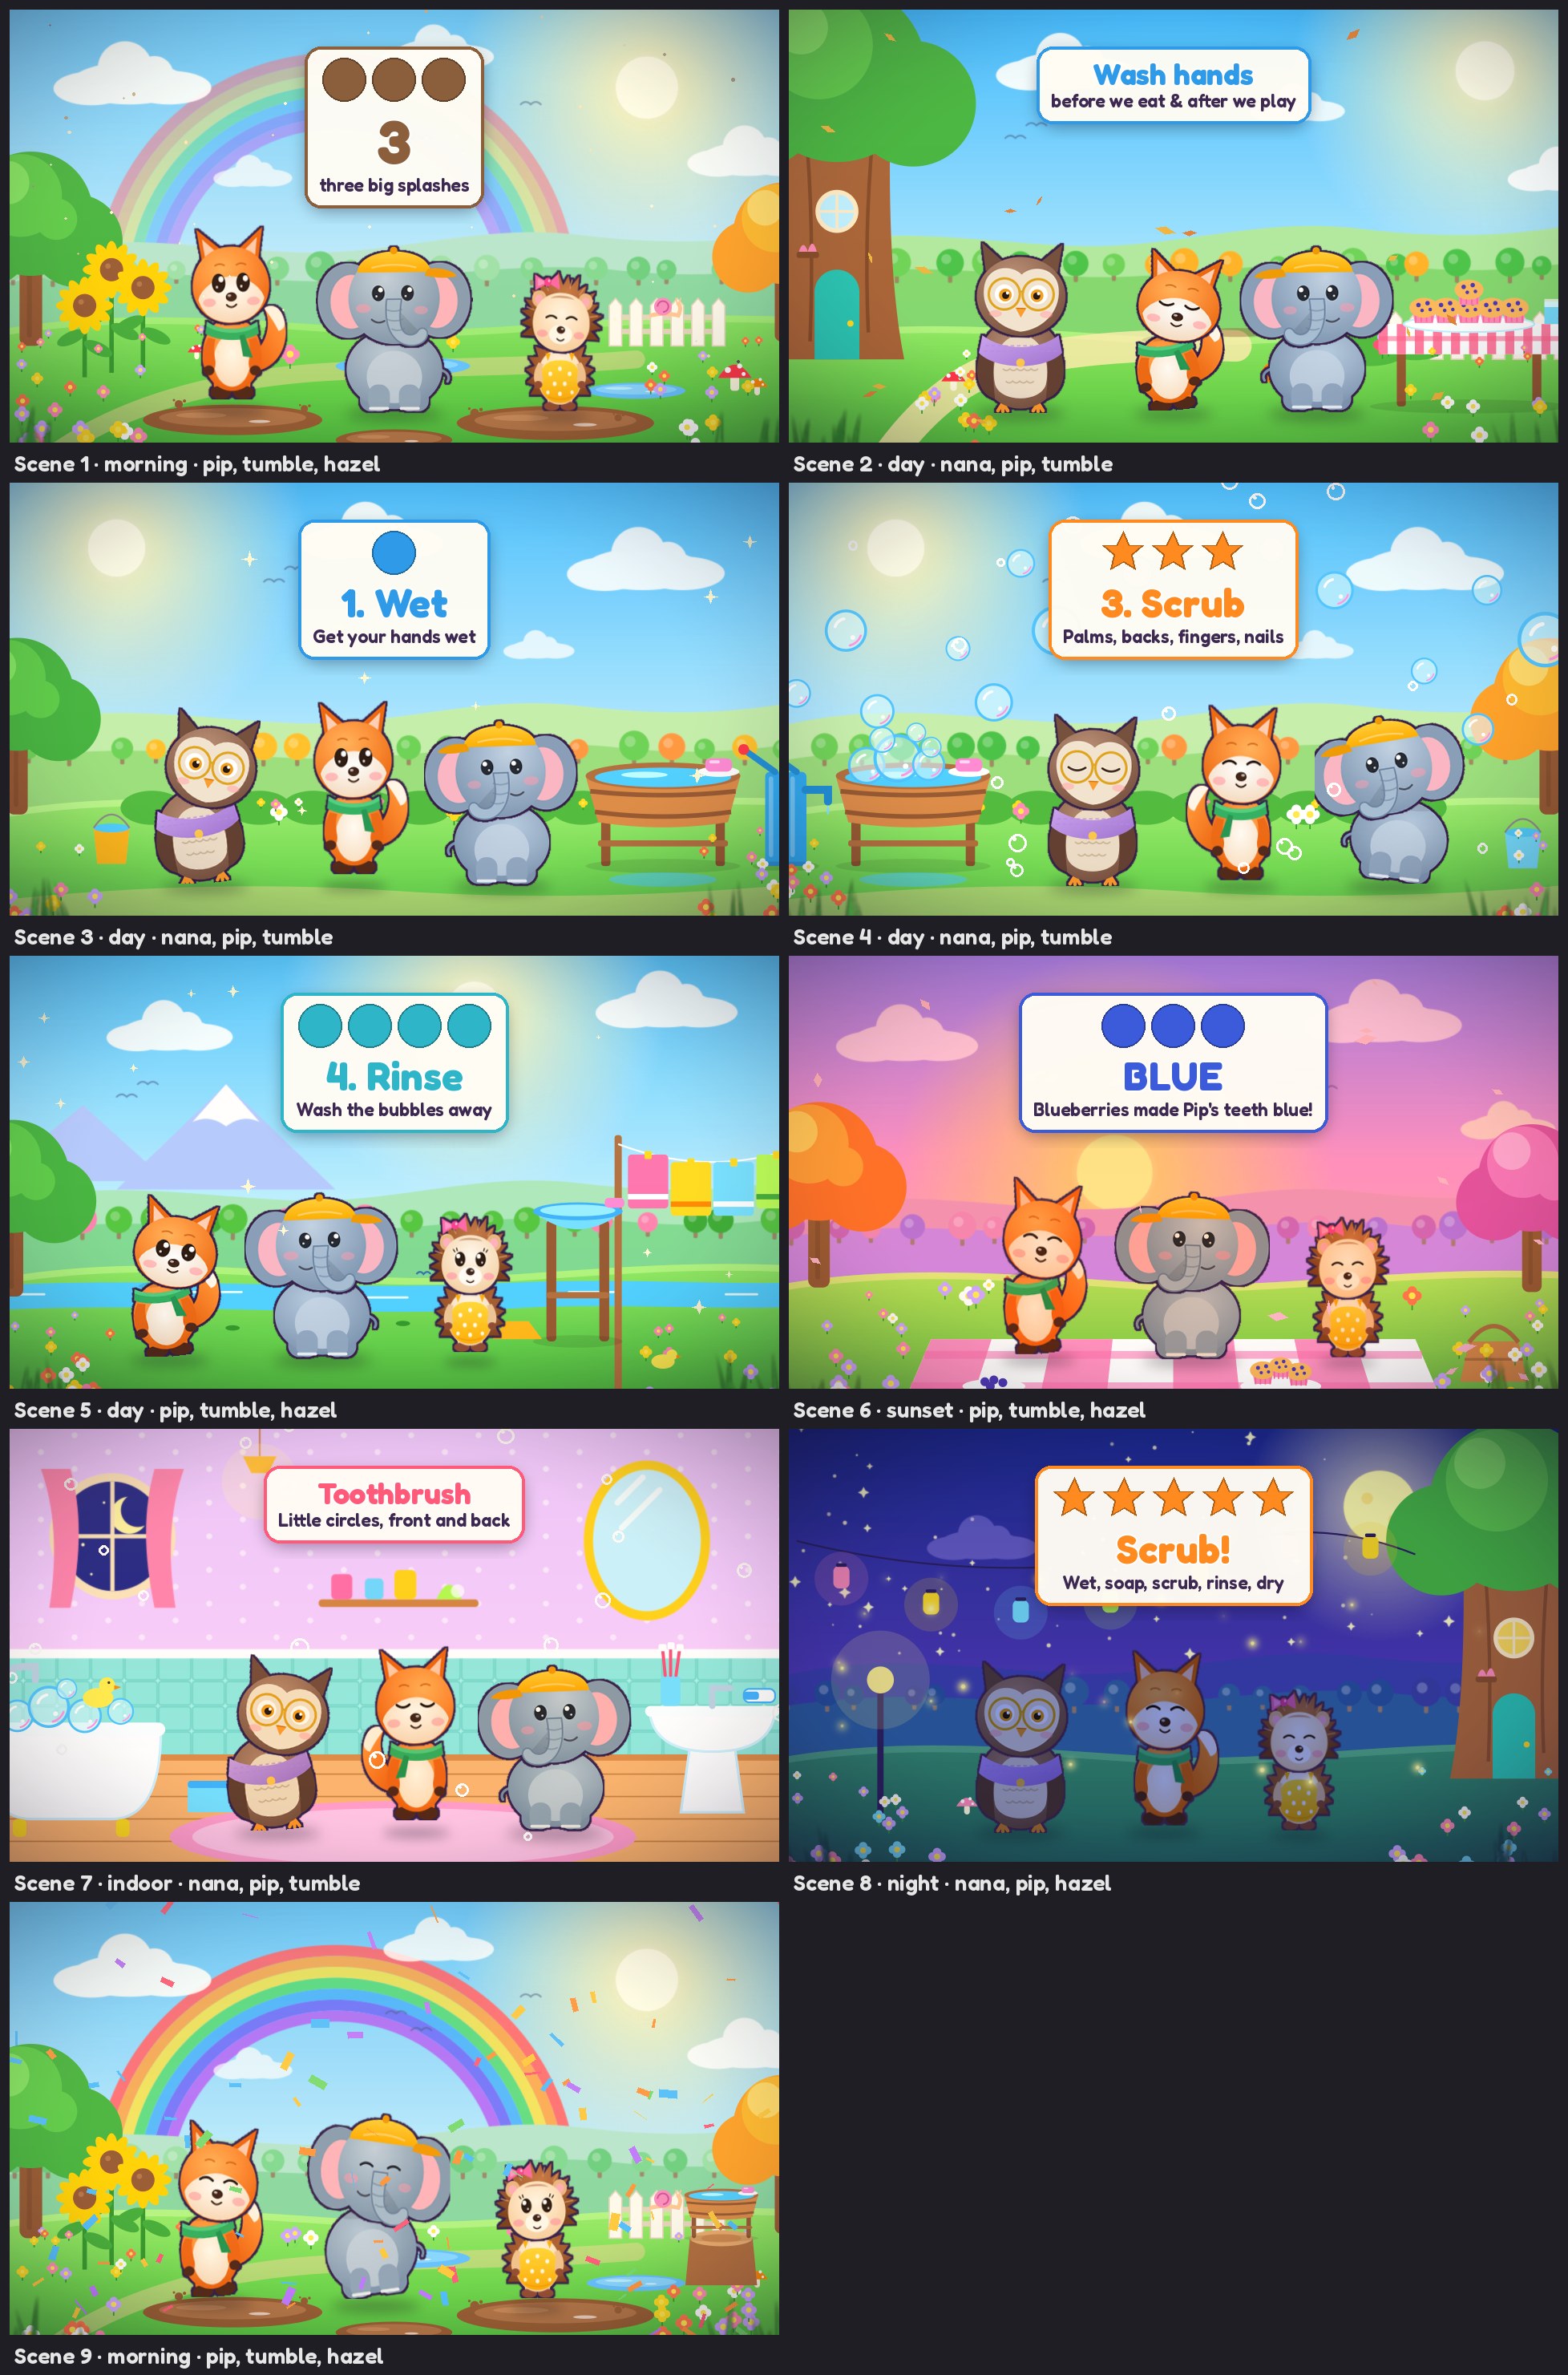 3
three big splashes
Scene 1 · morning · pip, tumble, hazel
Wash hands
before we eat & after we play
Scene 2 · day · nana, pip, tumble
1. Wet
Get your hands wet
Scene 3 · day · nana, pip, tumble
3. Scrub
Palms, backs, fingers, nails
Scene 4 · day · nana, pip, tumble
4. Rinse
Wash the bubbles away
Scene 5 · day · pip, tumble, hazel
BLUE
Blueberries made Pip's teeth blue!
Scene 6 · sunset · pip, tumble, hazel
Toothbrush
Little circles, front and back
Scene 7 · indoor · nana, pip, tumble
Scrub!
Wet, soap, scrub, rinse, dry
Scene 8 · night · nana, pip, hazel
Scene 9 · morning · pip, tumble, hazel